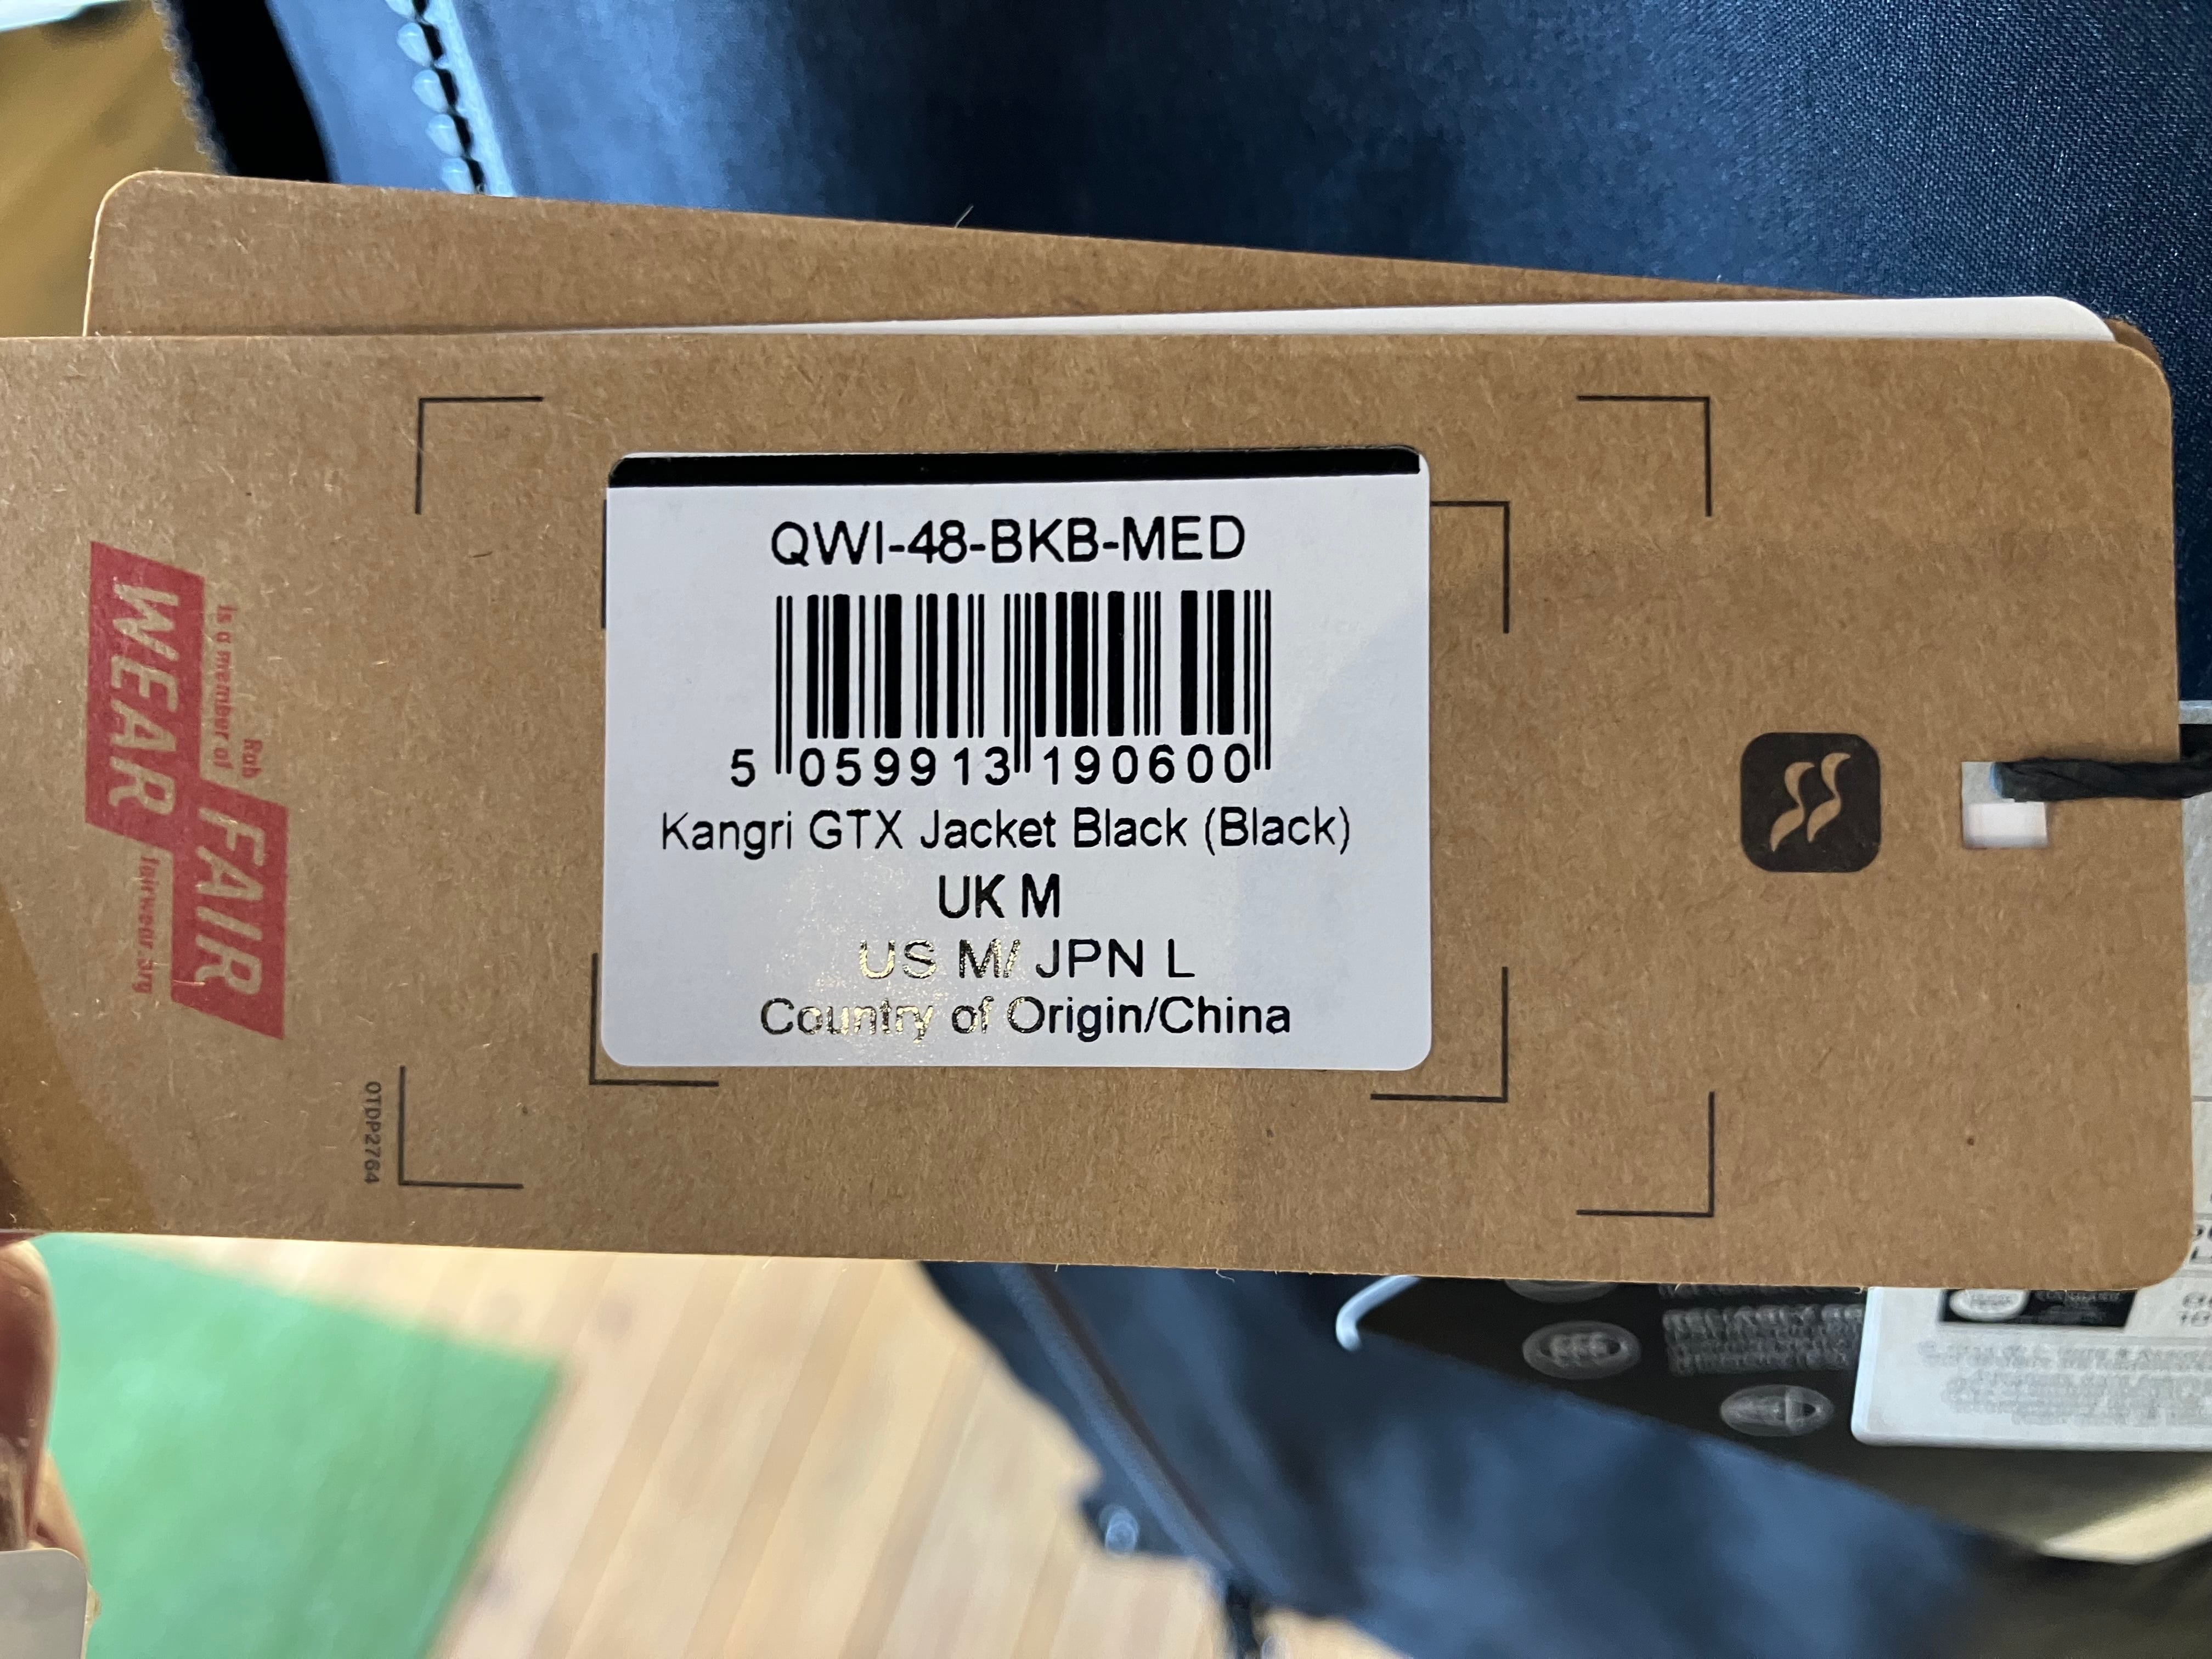 QWI-48-BKB-MED
5 059913 190600
Kangri GTX Jacket Black (Black)
UK M
US M/ JPN L
Country of Origin/China
Rab
is a member of
FAIR
WEAR
fairwear.org
OTDP2764